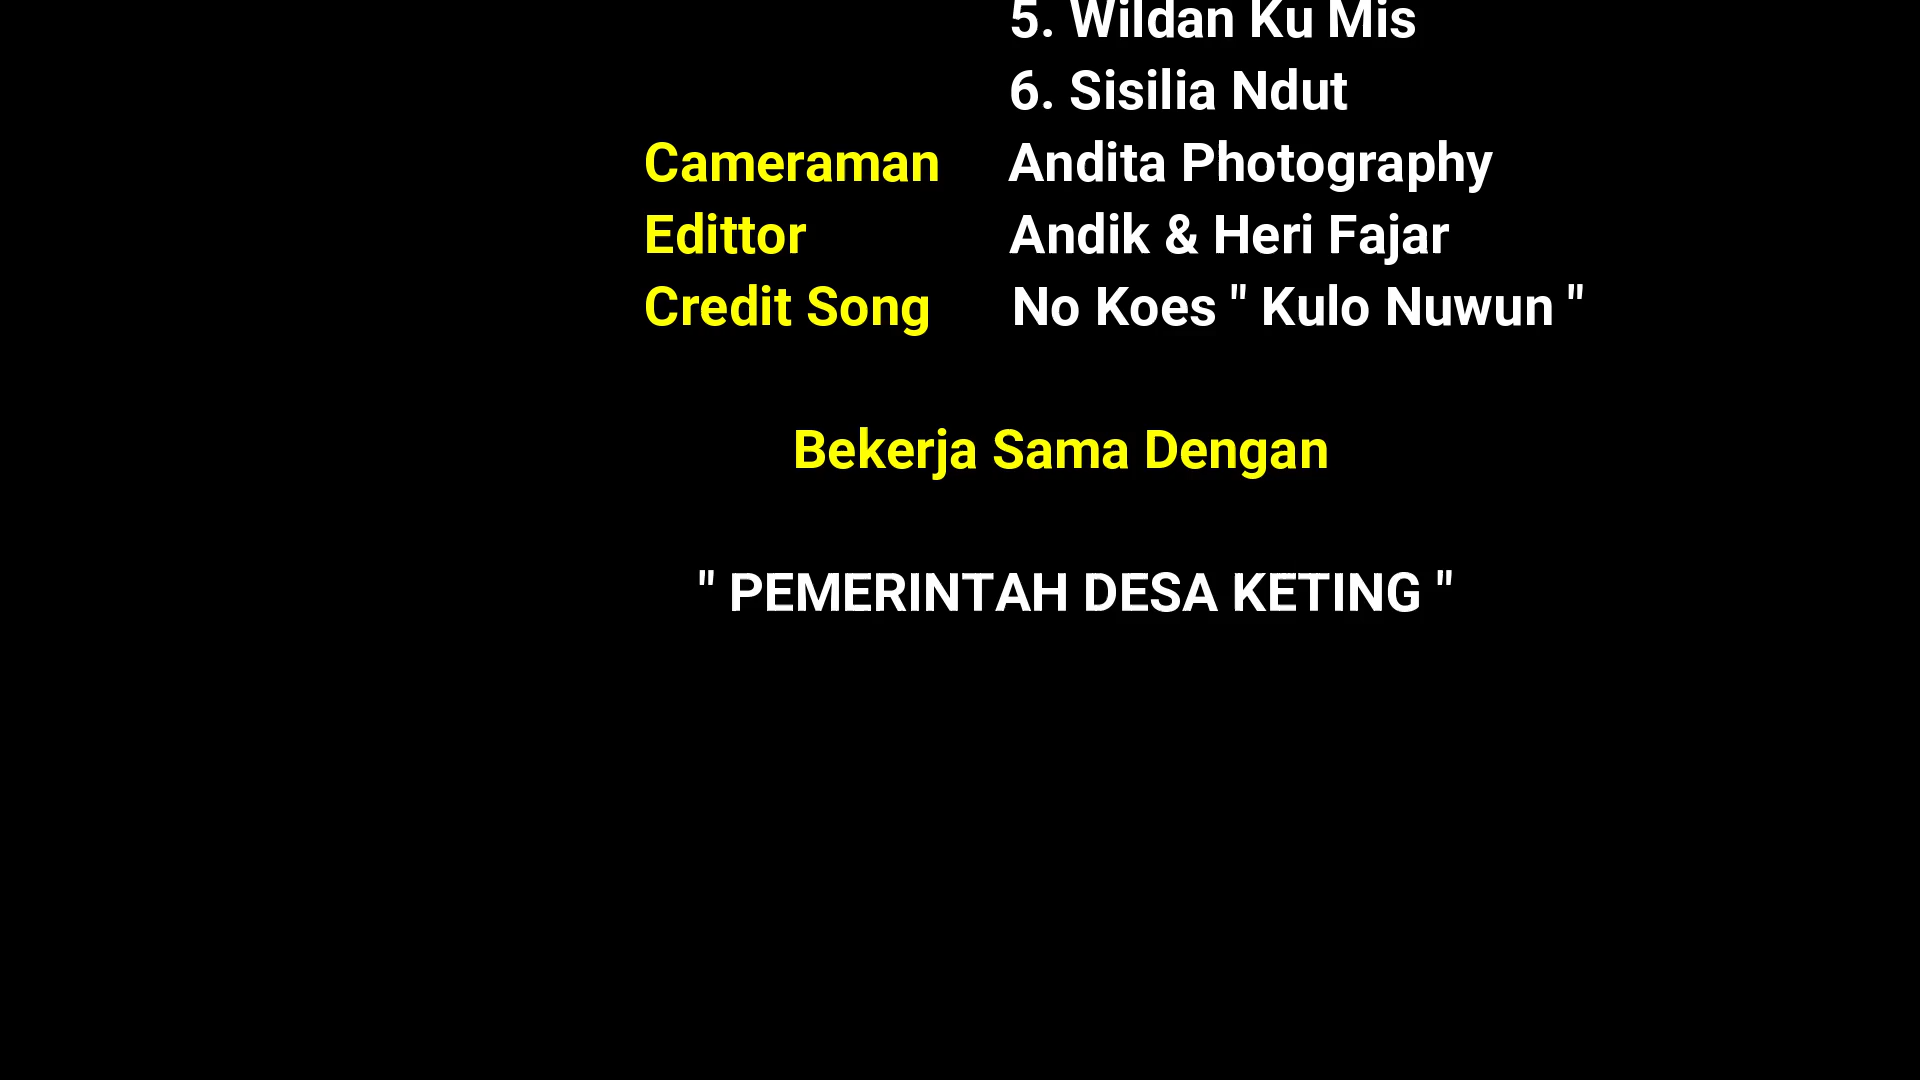 5. Wildan Ku Mis
6. Sisilia Ndut
Cameraman Andita Photography
Edittor Andik & Heri Fajar
Credit Song No Koes " Kulo Nuwun "
Bekerja Sama Dengan
" PEMERINTAH DESA KETING "